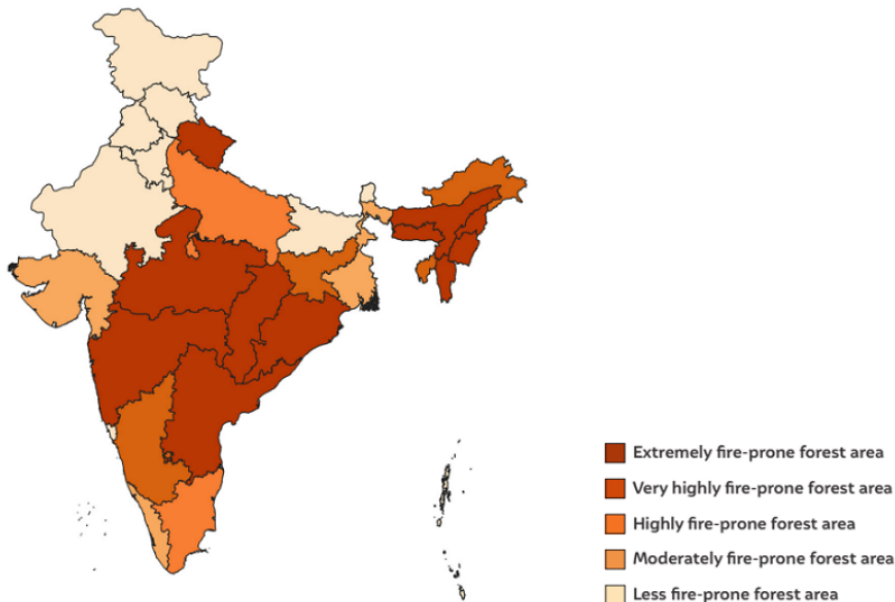 Extremely fire-prone forest area
Very highly fire-prone forest area
Highly fire-prone forest area
Moderately fire-prone forest area
Less fire-prone forest area